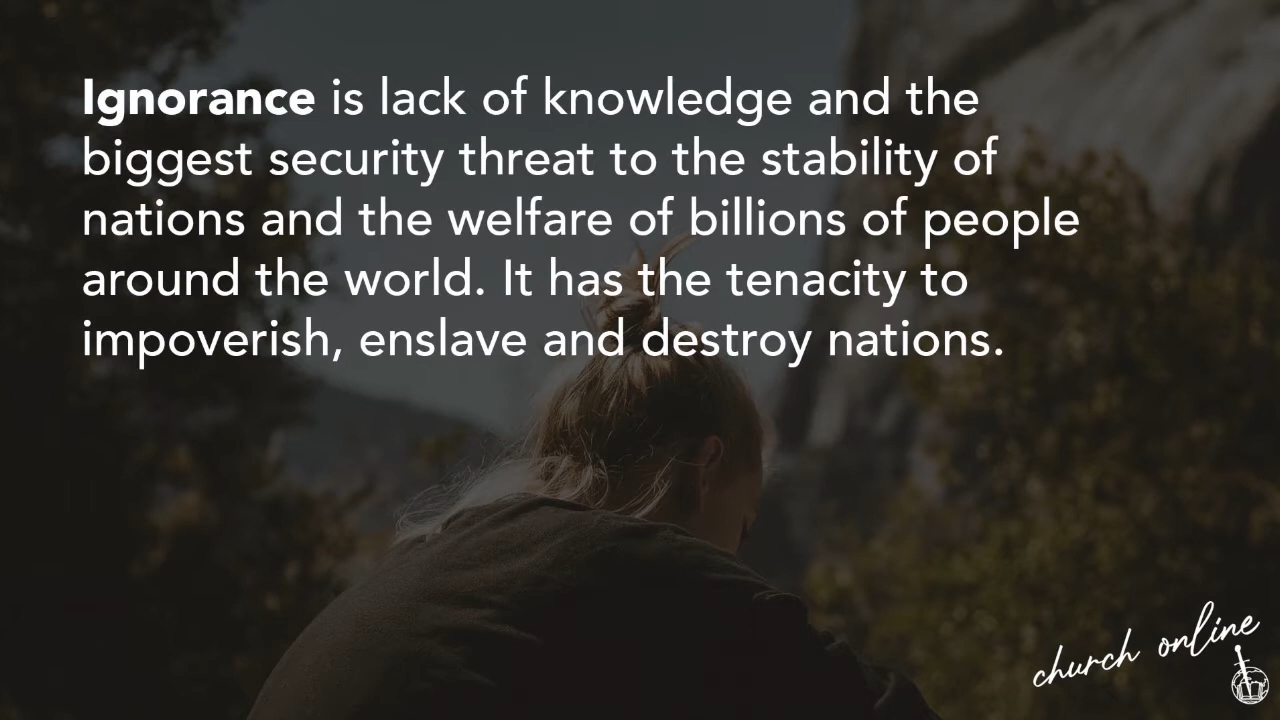 Ignorance is lack of knowledge and the
biggest security threat to the stability of
nations and the welfare of billions of people
around the world. It has the tenacity to
impoverish, enslave and destroy nations.
church online